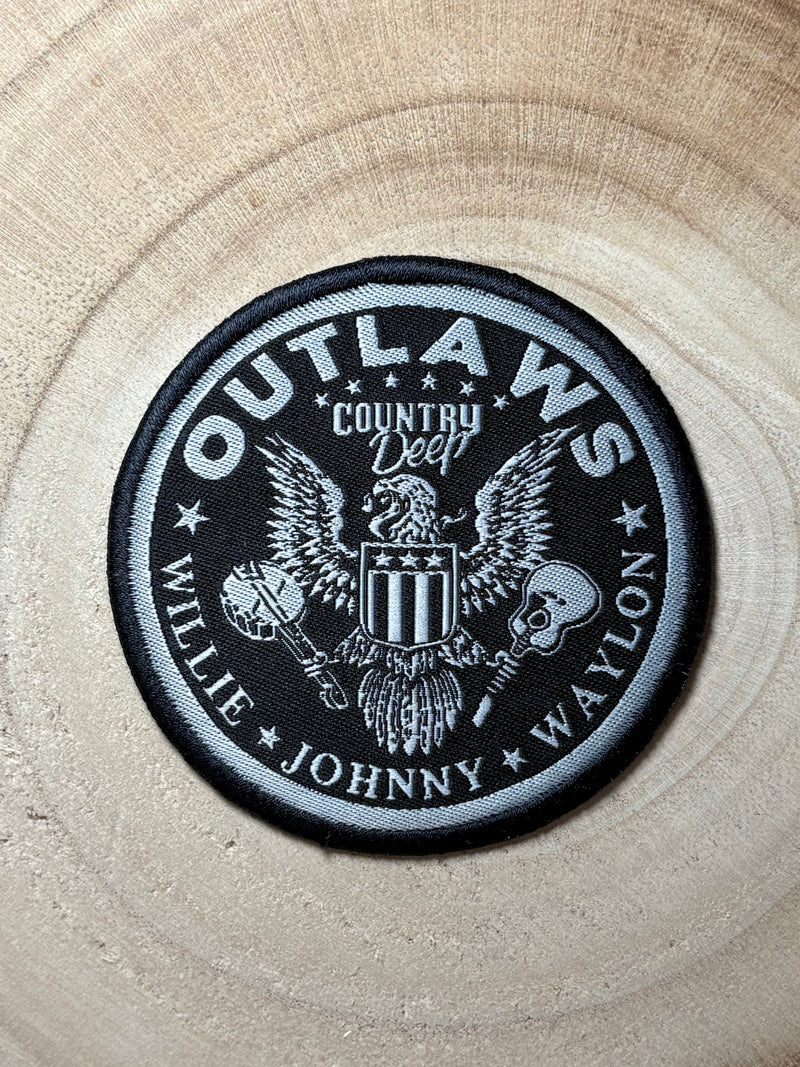 OUTLAWS
COUNTRY
Deep
WILLIE ★ JOHNNY ★ WAYLON